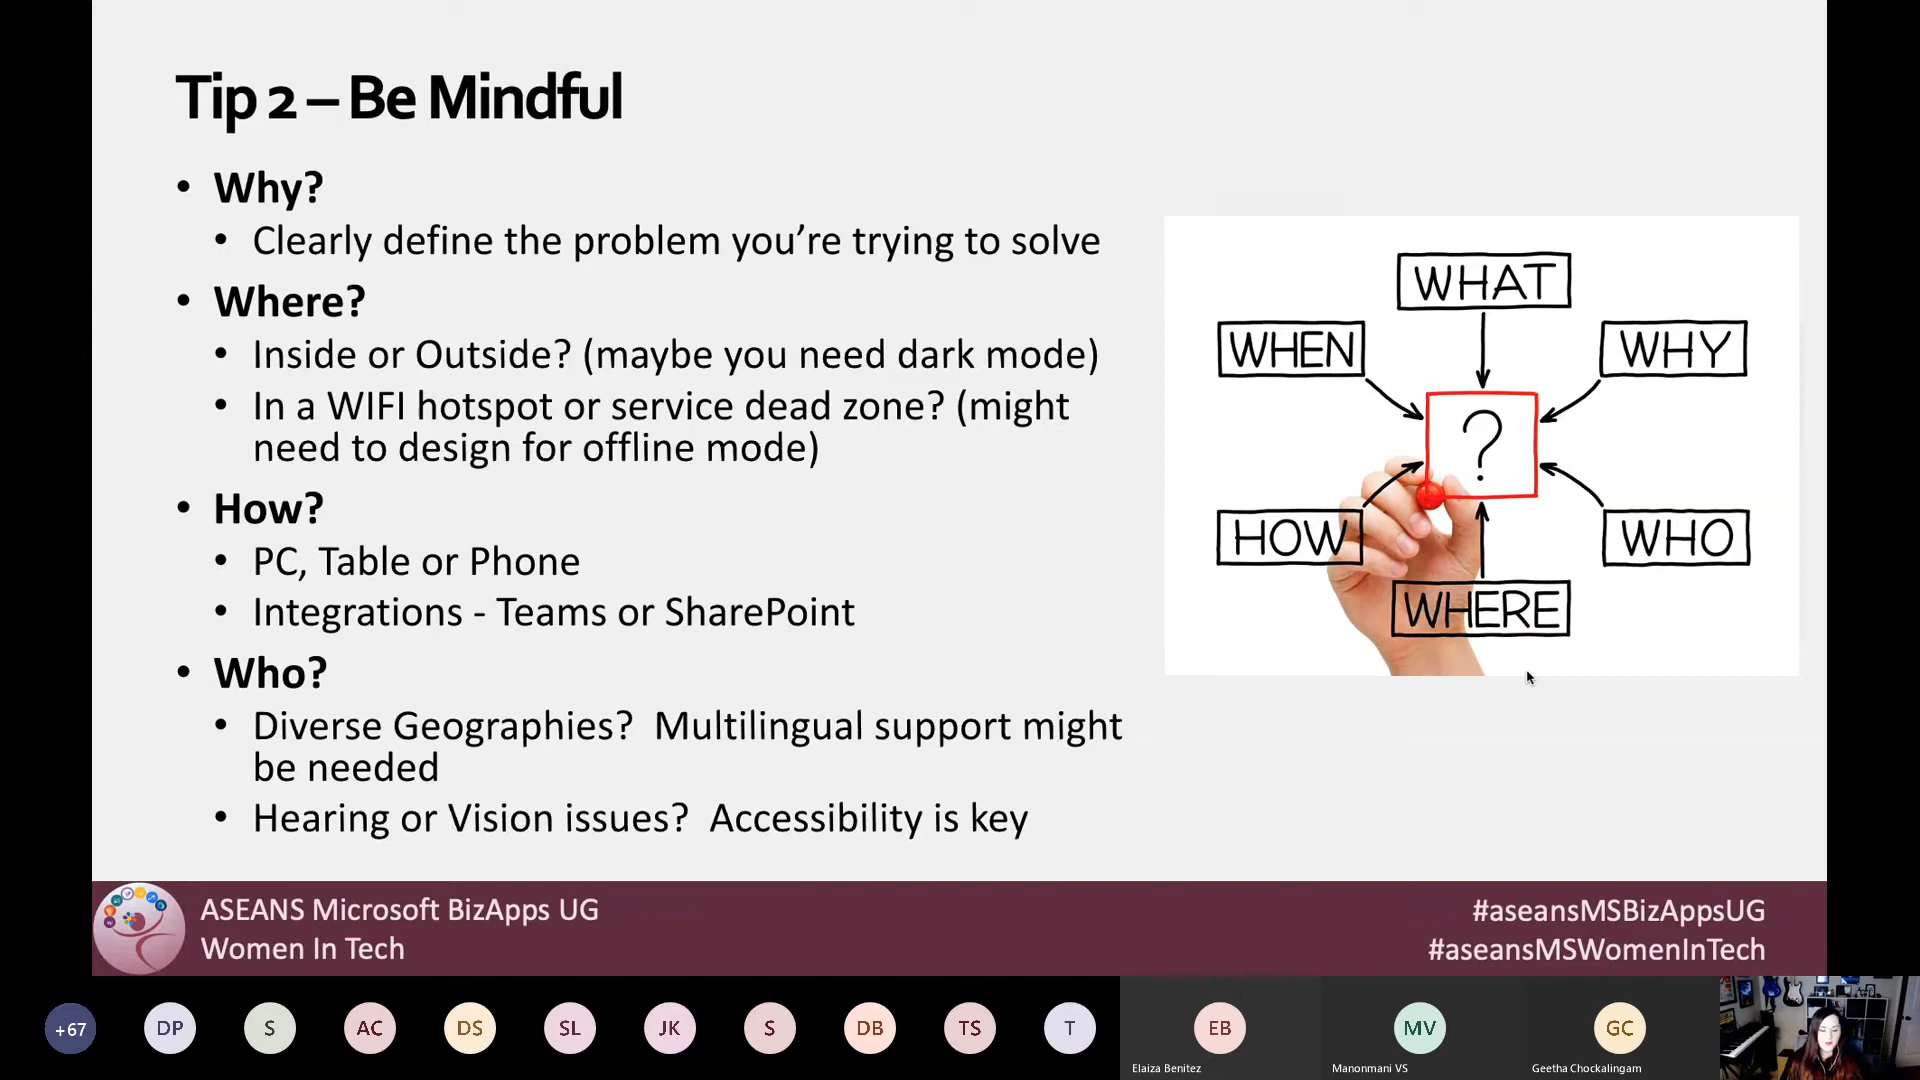 Tip 2 – Be Mindful
• Why?
• Clearly define the problem you’re trying to solve
• Where?
• Inside or Outside? (maybe you need dark mode)
• In a WIFI hotspot or service dead zone? (might
need to design for offline mode)
• How?
• PC, Table or Phone
• Integrations - Teams or SharePoint
• Who?
• Diverse Geographies?  Multilingual support might
be needed
• Hearing or Vision issues?  Accessibility is key
WHAT
WHEN
WHY
?
HOW
WHO
WHERE
ASEANS Microsoft BizApps UG
Women In Tech
#aseansMSBizAppsUG
#aseansMSWomenInTech
+67
DP
S
AC
DS
SL
JK
S
DB
TS
T
EB
MV
GC
Elaiza Benitez
Manonmani VS
Geetha Chockalingam